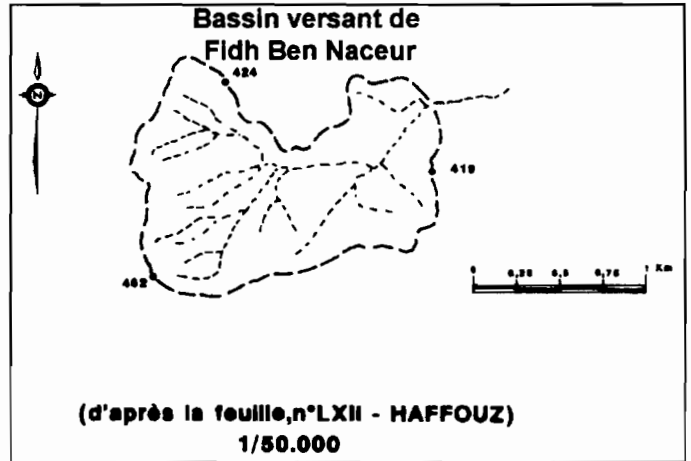 Bassin versant de
Fidh Ben Naceur
424
N
419
462
0 0,25 0,5 0,75 1 Km
(d'après la feuille,n°LXII - HAFFOUZ)
1/50.000